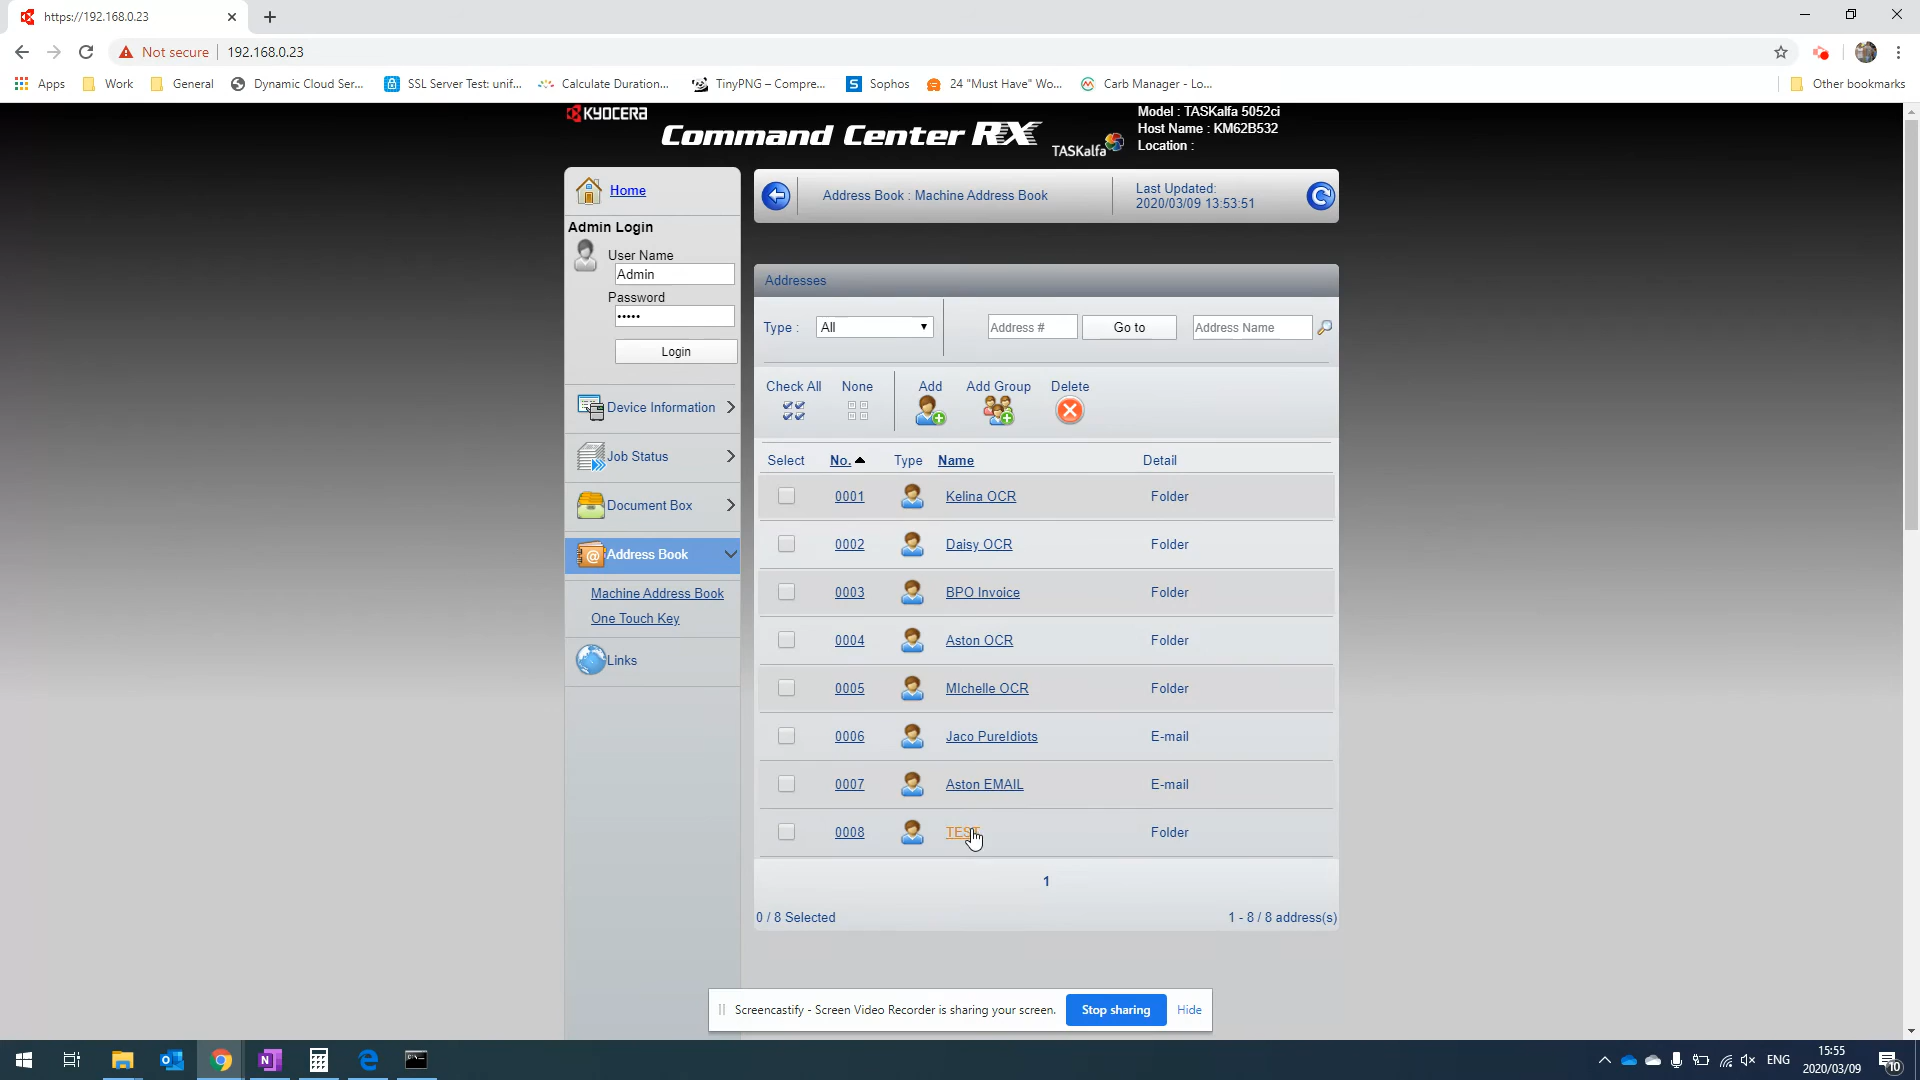 https://192.168.0.23
Not secure
192.168.0.23
Apps
Work
General
Dynamic Cloud Ser...
SSL Server Test: unif...
Calculate Duration...
TinyPNG – Compre...
Sophos
24 "Must Have" Wo...
Carb Manager - Lo...
Other bookmarks
KYOCERA
Command Center RX
TASKalfa
Model : TASKalfa 5052ci
Host Name : KM62B532
Location :
Home
Admin Login
User Name
Admin
Password
•••••
Login
Device Information
Job Status
Document Box
Address Book
Machine Address Book
One Touch Key
Links
Address Book : Machine Address Book
Last Updated:
2020/03/09 13:53:51
Addresses
Type :
All
Address #
Go to
Address Name
Check All
None
Add
Add Group
Delete
Select No. Type Name Detail
0001 Kelina OCR Folder
0002 Daisy OCR Folder
0003 BPO Invoice Folder
0004 Aston OCR Folder
0005 MIchelle OCR Folder
0006 Jaco PureIdiots E-mail
0007 Aston EMAIL E-mail
0008 TEST Folder
1
0 / 8 Selected
1 - 8 / 8 address(s)
Screencastify - Screen Video Recorder is sharing your screen.
Stop sharing
Hide
ENG
15:55
2020/03/09
10